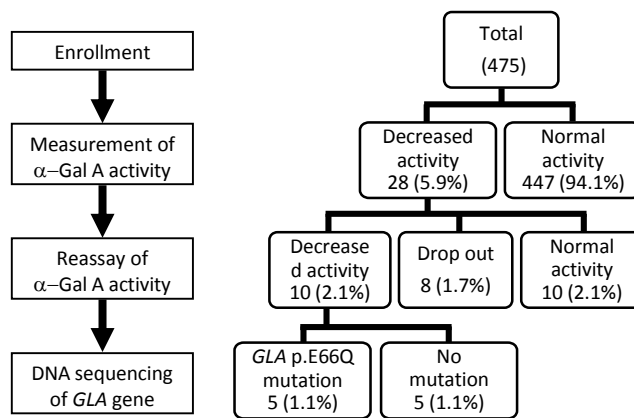 Enrollment
Measurement of
α–Gal A activity
Reassay of
α–Gal A activity
DNA sequencing
of GLA gene
Total
(475)
Decreased
activity
28 (5.9%)
Normal
activity
447 (94.1%)
Decrease
d activity
10 (2.1%)
Drop out
8 (1.7%)
Normal
activity
10 (2.1%)
GLA p.E66Q
mutation
5 (1.1%)
No
mutation
5 (1.1%)